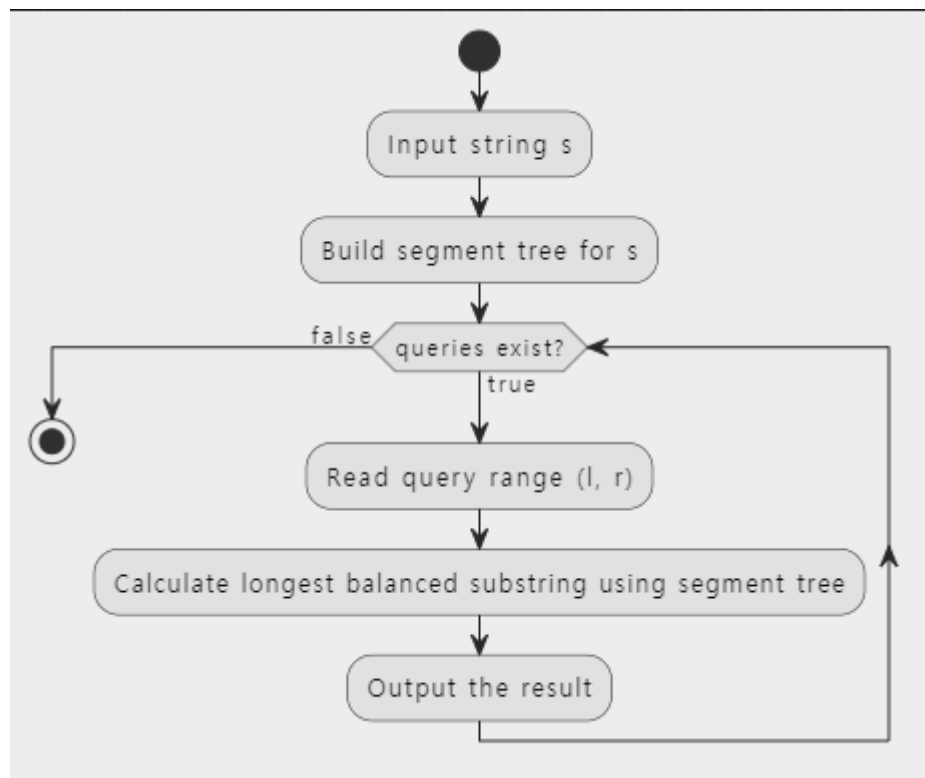 Input string s
Build segment tree for s
false
queries exist?
true
Read query range (l, r)
Calculate longest balanced substring using segment tree
Output the result